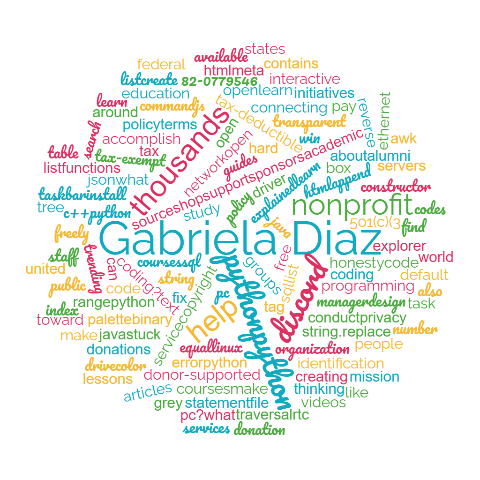 states
available
federal
contains
htmlmeta
listcreate
82-0779546
interactive
education
openlearn
initiatives
learn
commandjs
tax-deductible
connecting
pay
reverse
ethernet
around
thousands
open
transparent
policyterms
search
accomplish
win
awk
table
tax
networkopen
hard
academic
aboutalumni
tax-exempt
guides
sourceshopsupportsponsors
box
servers
listfunctions
explainedlearn
htmlappend
jsonwhat
policy
driver
constructor
taskbarinstall
nonprofit
tree
study
codes
c++python
java
501(c)(3)
find
freely
Gabriela Diaz
staff
trending
coursessql
pythonpython
groups
free
discord
explorer
united
can
coding?text
honestycode
world
public
code
string
sqllist
coding
default
rangepython
fix
pc
tag
programming
also
index
servicecopyright
managerdesign
task
toward
palettebinary
help
conductprivacy
make
javastuck
string.replace
number
donations
equallinux
organization
people
drivecolor
errorpython
identification
lessons
donor-supported
creating
mission
articles
coursesmake
thinking
like
grey
statementfile
videos
pc?what
traversalrtc
services
donation